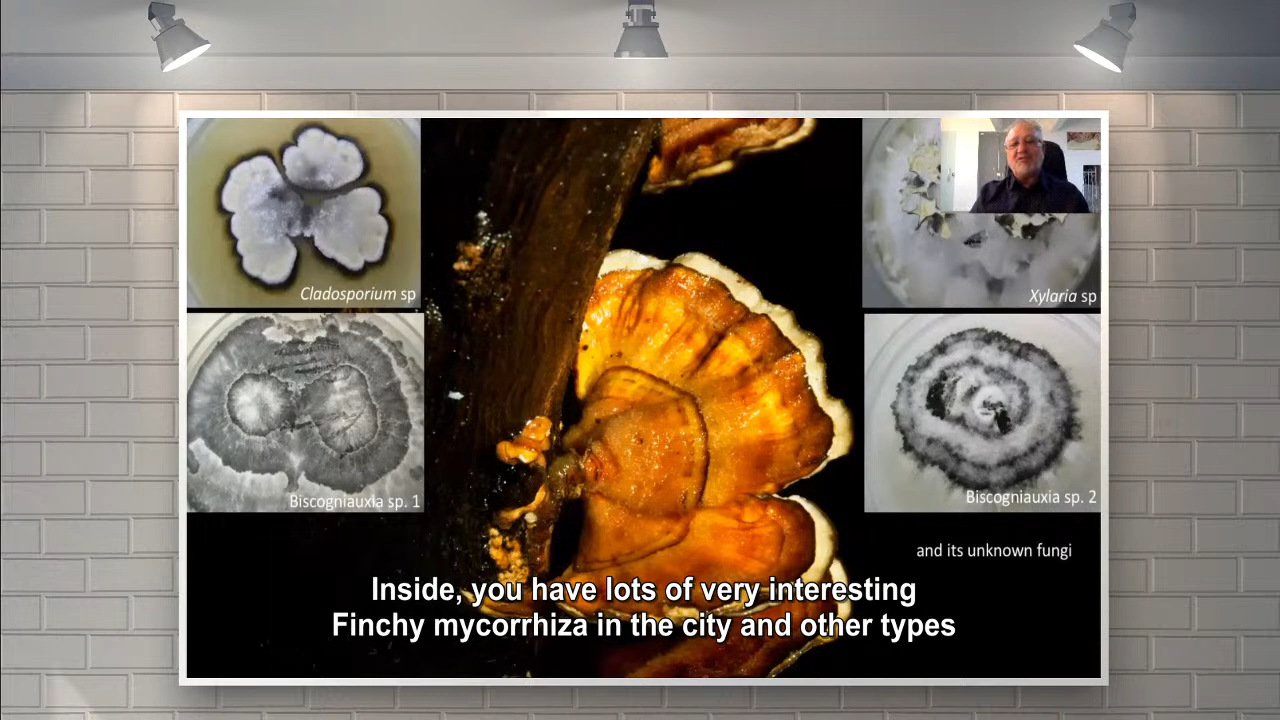 Cladosporium sp
Xylaria sp
Biscogniauxia sp. 1
Biscogniauxia sp. 2
and its unknown fungi
Inside, you have lots of very interesting
Finchy mycorrhiza in the city and other types